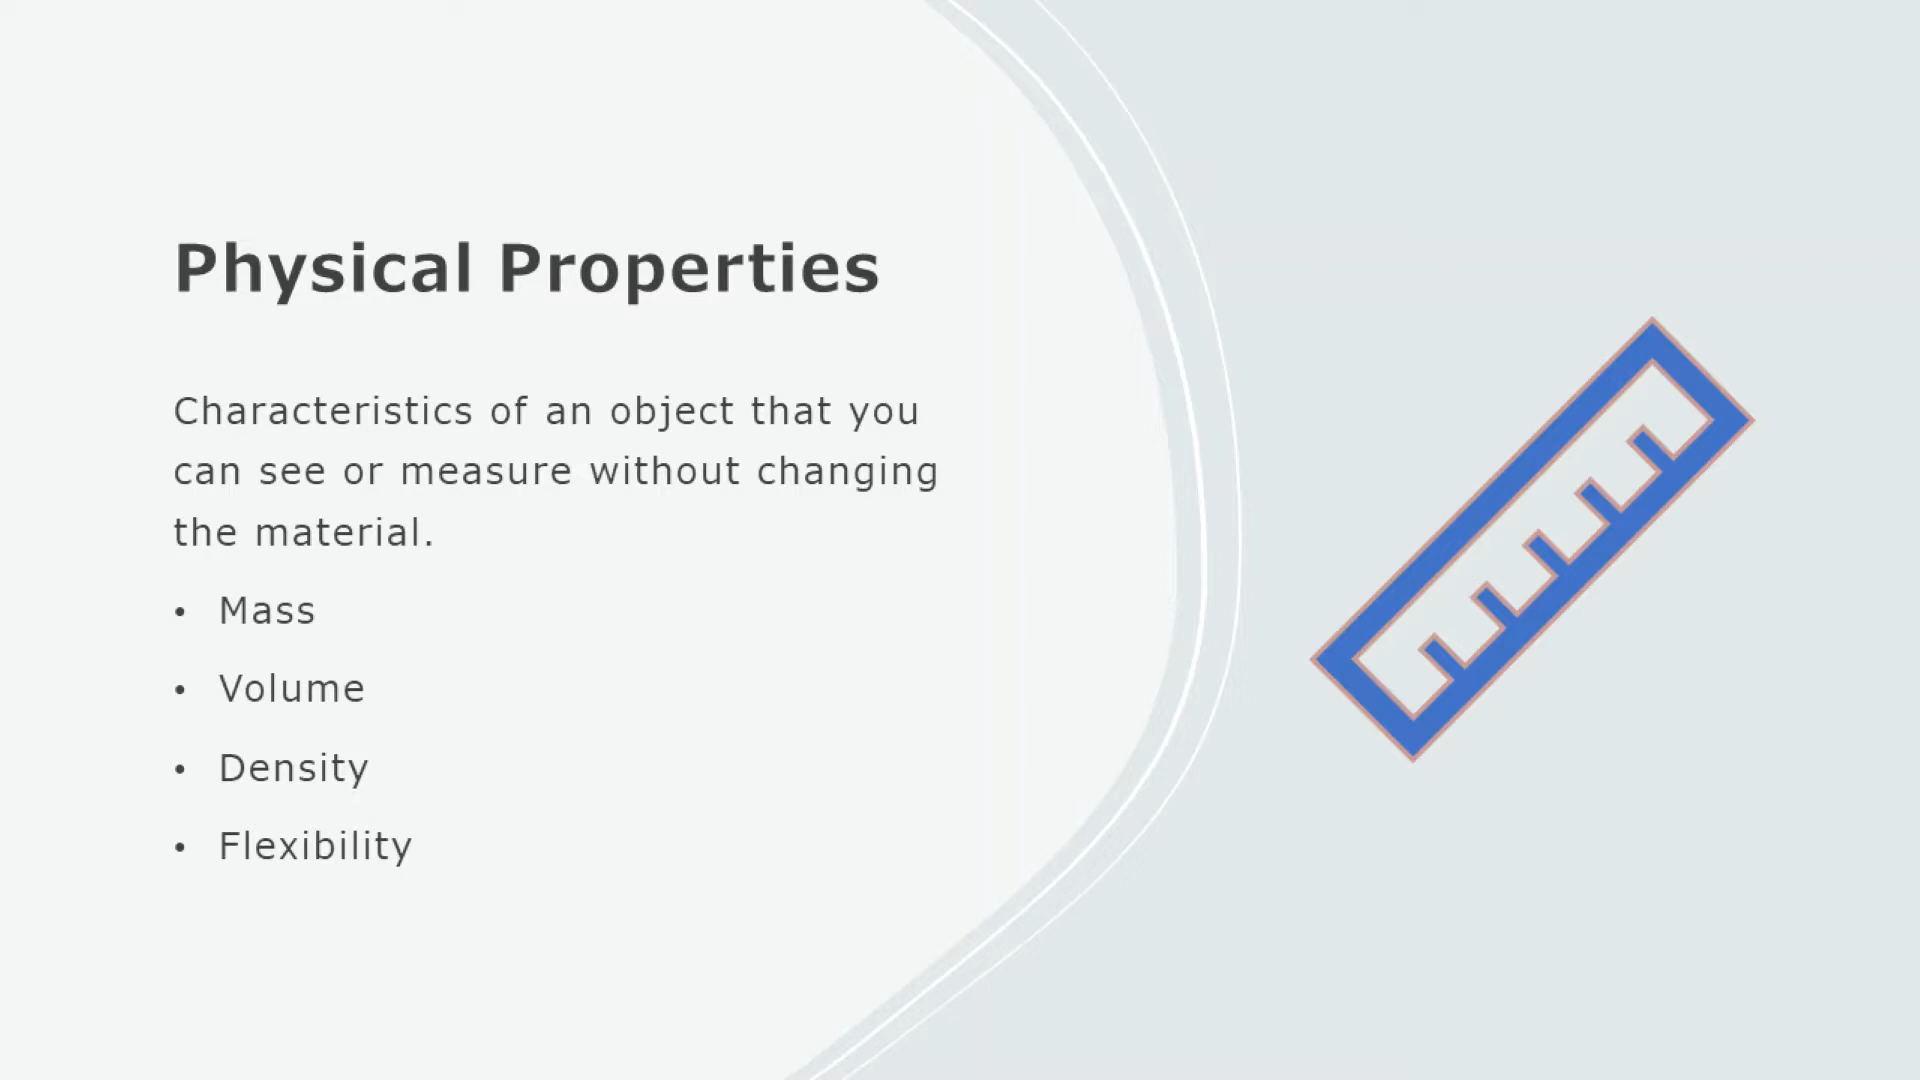 Physical Properties
Characteristics of an object that you
can see or measure without changing
the material.
• Mass
• Volume
• Density
• Flexibility